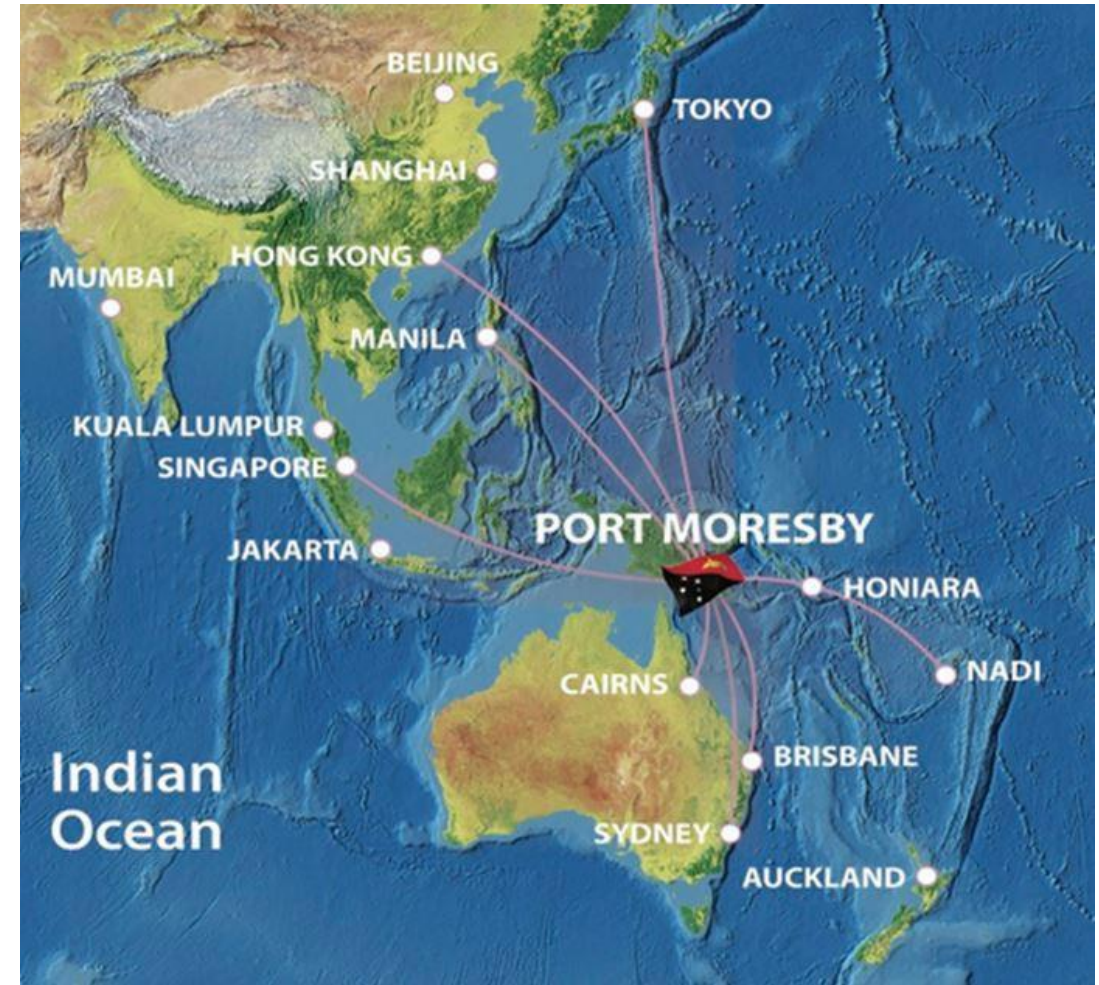 BEIJING
TOKYO
SHANGHAI
HONG KONG
MUMBAI
MANILA
KUALA LUMPUR
SINGAPORE
PORT MORESBY
JAKARTA
HONIARA
NADI
CAIRNS
BRISBANE
Indian
Ocean
SYDNEY
AUCKLAND